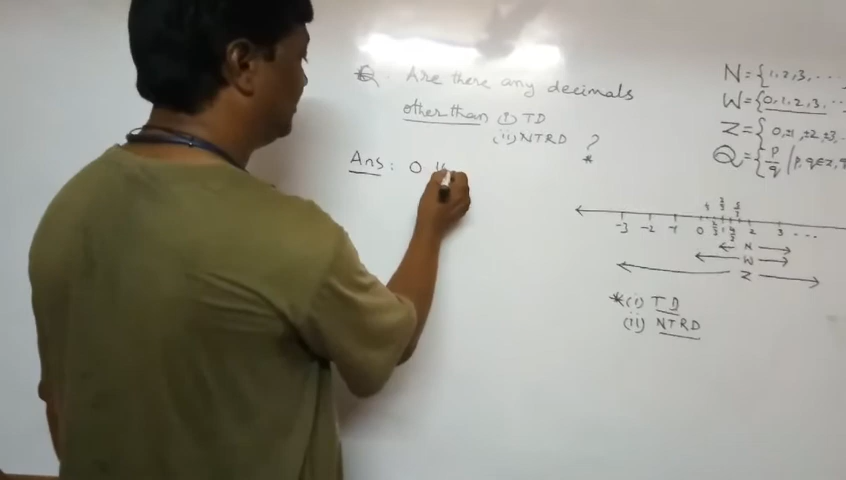 Q. Are there any decimals
other than (i) TD
(ii) NTRD ?
*
Ans: 0
N = {1, 2, 3, ...
W = {0, 1, 2, 3, ...
Z = { 0, ±1, ±2, ±3, ...
Q = { p/q | p, q ∈ z,
-3 -2 -1 0 1 2 3 ...
N
W
Z
*(i) TD
(ii) NTRD